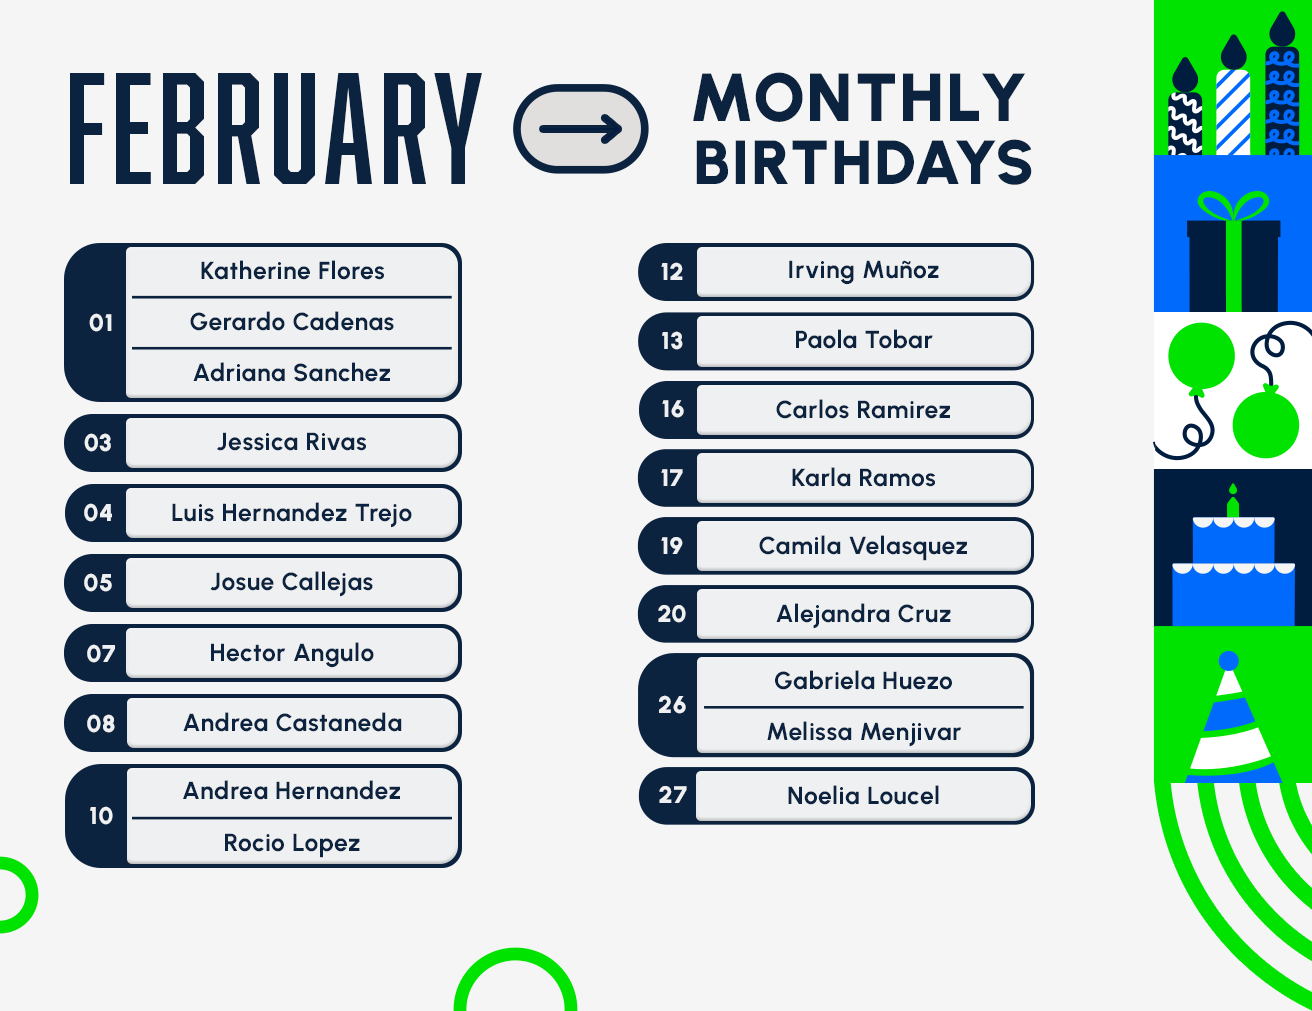 FEBRUARY
MONTHLY
BIRTHDAYS
01
Katherine Flores
Gerardo Cadenas
Adriana Sanchez
03
Jessica Rivas
04
Luis Hernandez Trejo
05
Josue Callejas
07
Hector Angulo
08
Andrea Castaneda
10
Andrea Hernandez
Rocio Lopez
12
Irving Muñoz
13
Paola Tobar
16
Carlos Ramirez
17
Karla Ramos
19
Camila Velasquez
20
Alejandra Cruz
26
Gabriela Huezo
Melissa Menjivar
27
Noelia Loucel